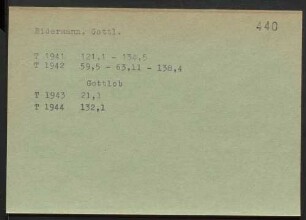 440
Bidermann, Gottl.
T 1941 121,1 - 138,5
T 1942 59,5 - 63,11 - 138,4
Gottlob
T 1943 21,1
T 1944 132,1